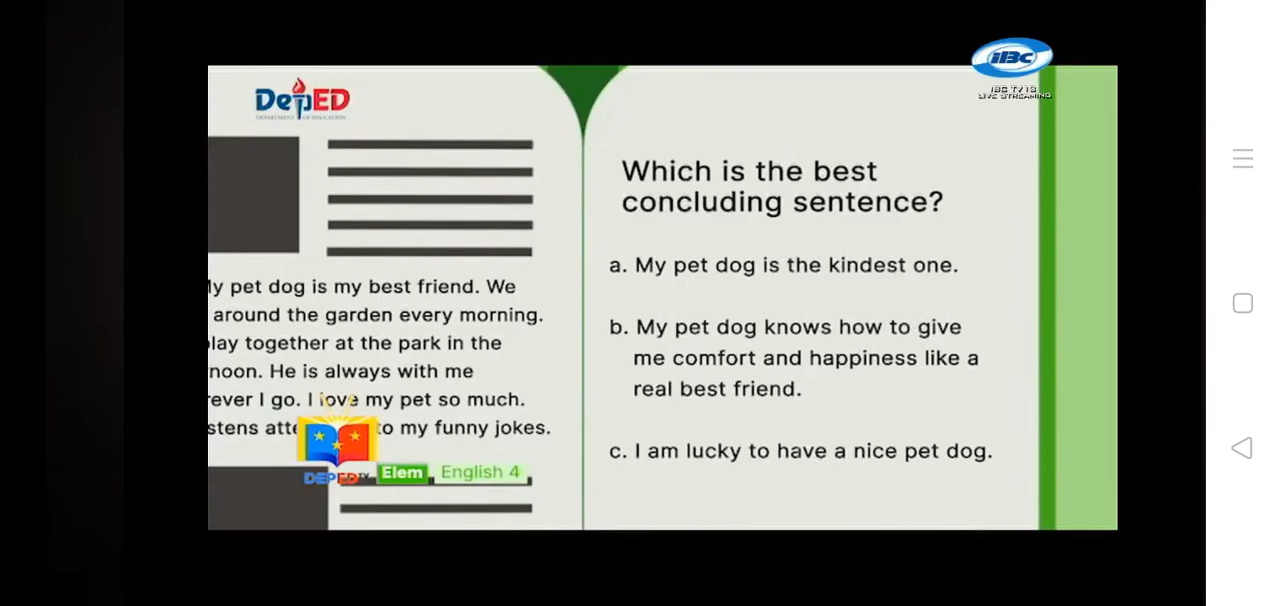 DepED
DEPARTMENT OF EDUCATION
iBC
IBC TV13
LIVE STREAMING
y pet dog is my best friend. We
around the garden every morning.
lay together at the park in the
noon. He is always with me
ever I go. I love my pet so much.
stens atte to my funny jokes.
DEPED
Elem English 4
Which is the best
concluding sentence?
a. My pet dog is the kindest one.
b. My pet dog knows how to give
me comfort and happiness like a
real best friend.
c. I am lucky to have a nice pet dog.